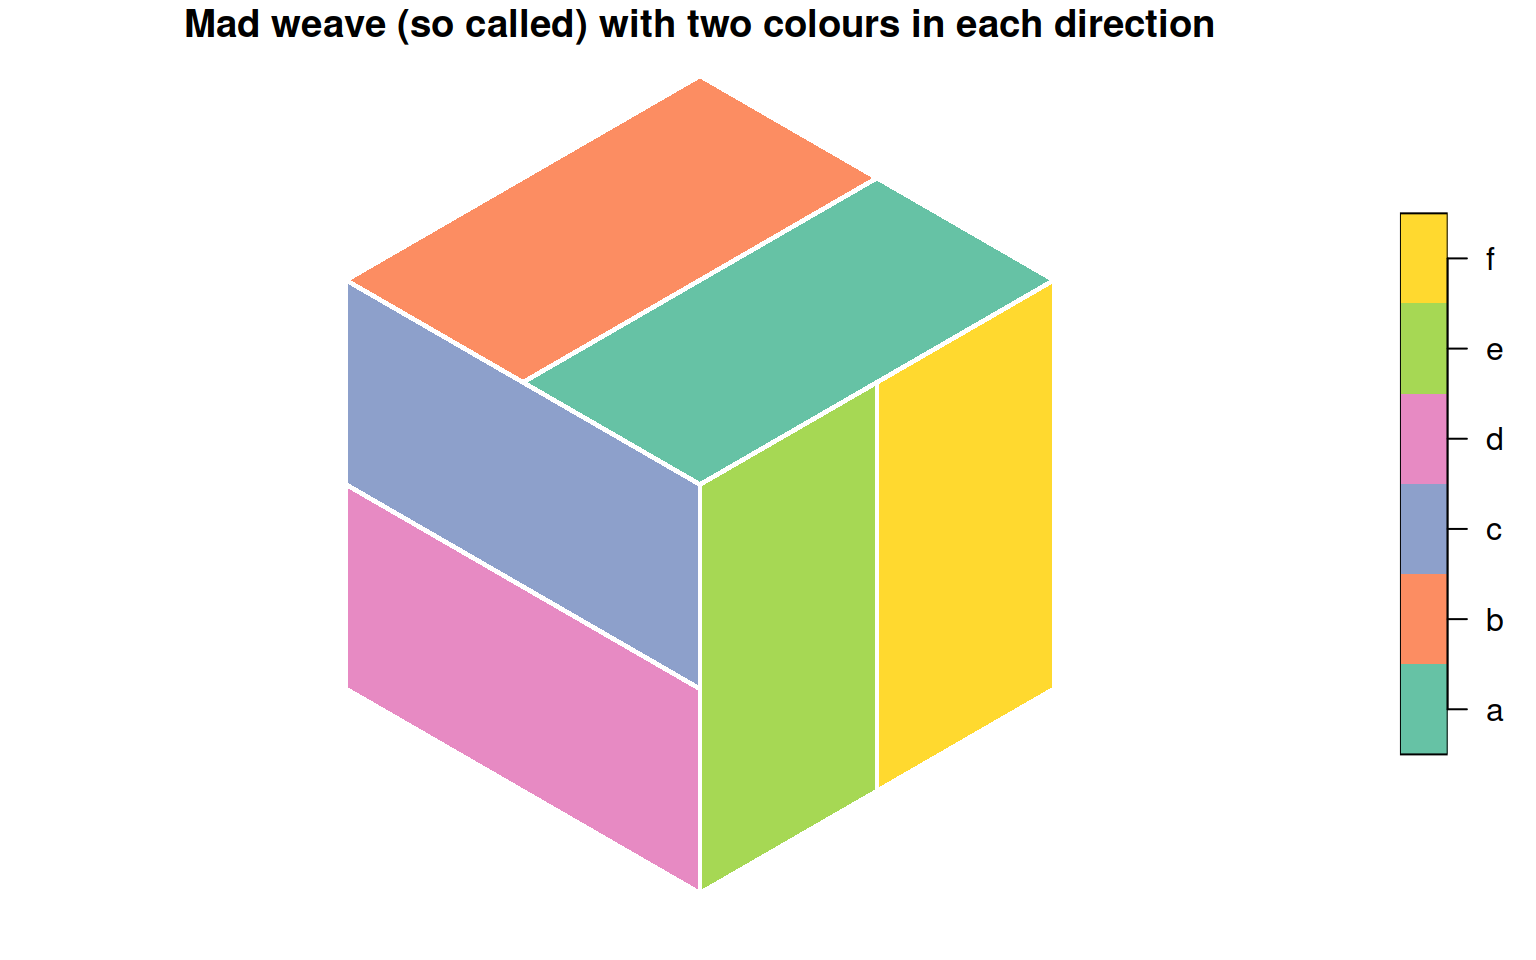 Mad weave (so called) with two colours in each direction
f
e
d
c
b
a